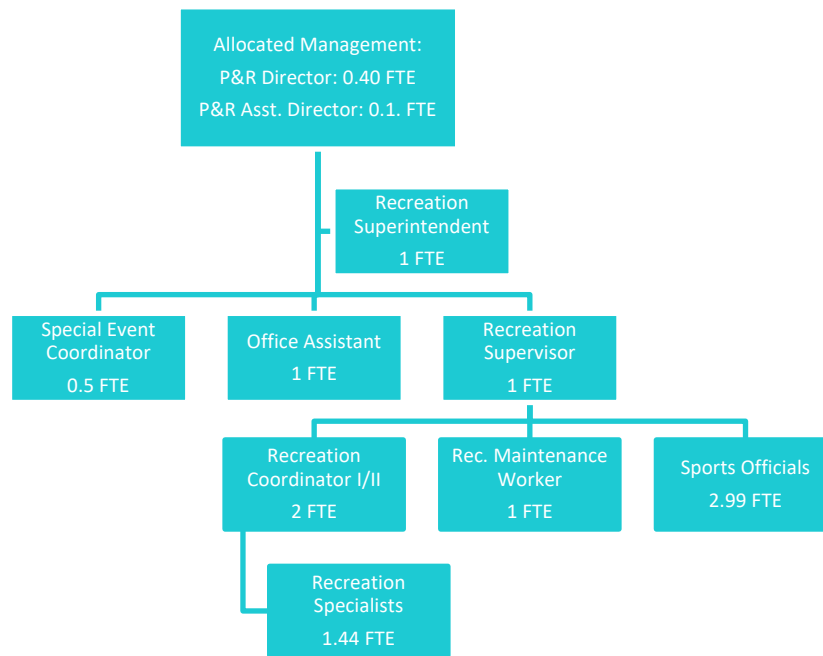 Allocated Management:
P&R Director: 0.40 FTE
P&R Asst. Director: 0.1. FTE
Recreation
Superintendent
1 FTE
Special Event
Coordinator
0.5 FTE
Office Assistant
1 FTE
Recreation
Supervisor
1 FTE
Recreation
Coordinator I/II
2 FTE
Rec. Maintenance
Worker
1 FTE
Sports Officials
2.99 FTE
Recreation
Specialists
1.44 FTE